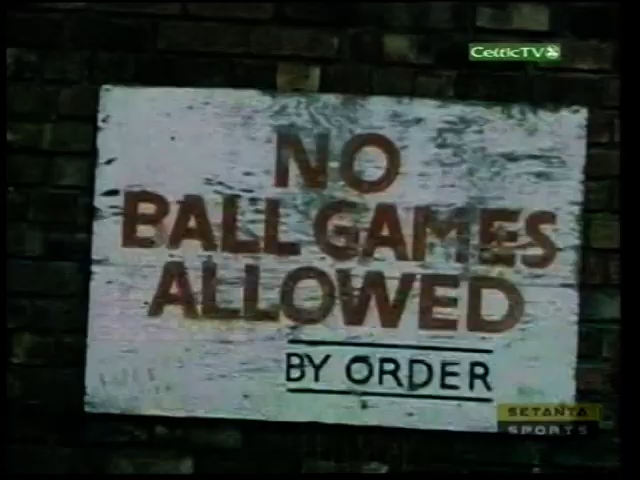 CelticTV
NO
BALL GAMES
ALLOWED
BY ORDER
SETANTA
SPORTS